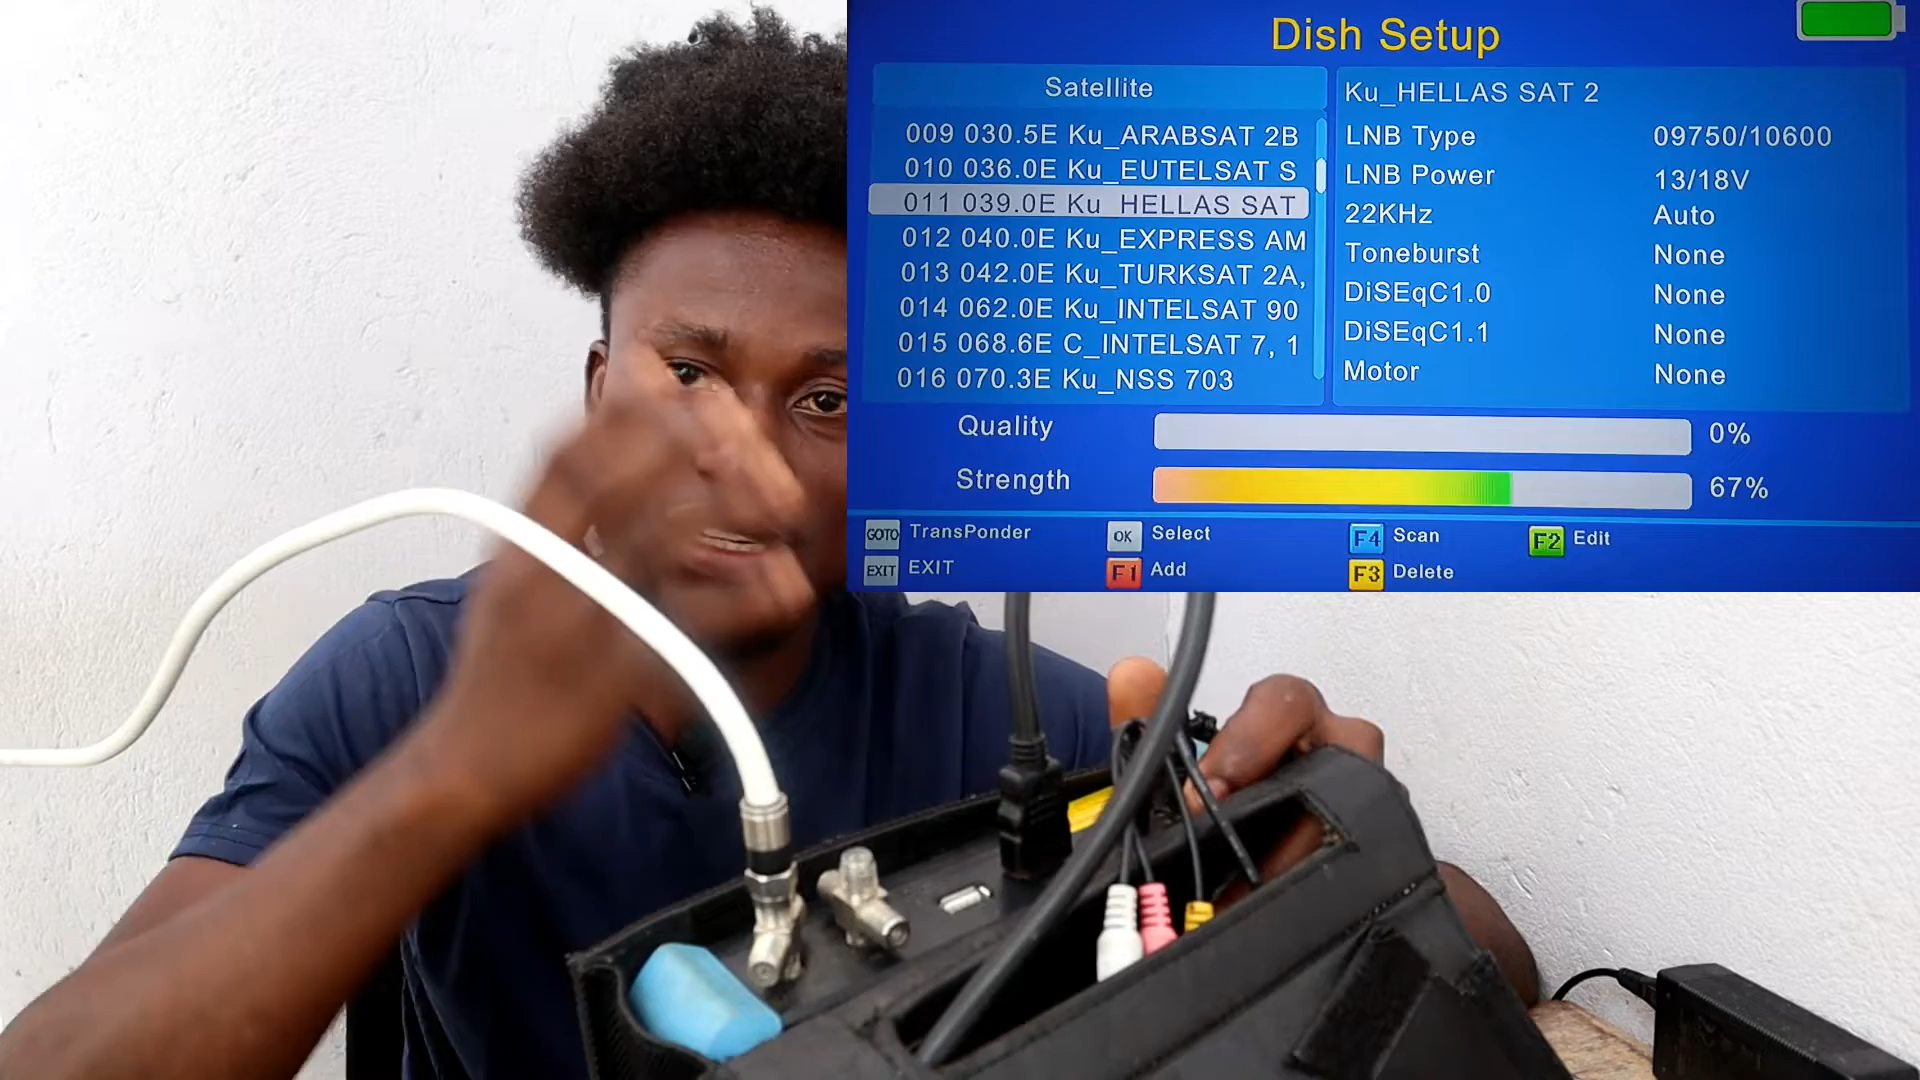 Dish Setup
Satellite
009 030.5E Ku_ARABSAT 2B
010 036.0E Ku_EUTELSAT S
011 039.0E Ku_HELLAS SAT
012 040.0E Ku_EXPRESS AM
013 042.0E Ku_TURKSAT 2A,
014 062.0E Ku_INTELSAT 90
015 068.6E C_INTELSAT 7, 1
016 070.3E Ku_NSS 703
Ku_HELLAS SAT 2
LNB Type 09750/10600
LNB Power 13/18V
22KHz Auto
Toneburst None
DiSEqC1.0 None
DiSEqC1.1 None
Motor None
Quality 0%
Strength 67%
GOTO TransPonder OK Select F4 Scan F2 Edit
EXIT EXIT F1 Add F3 Delete